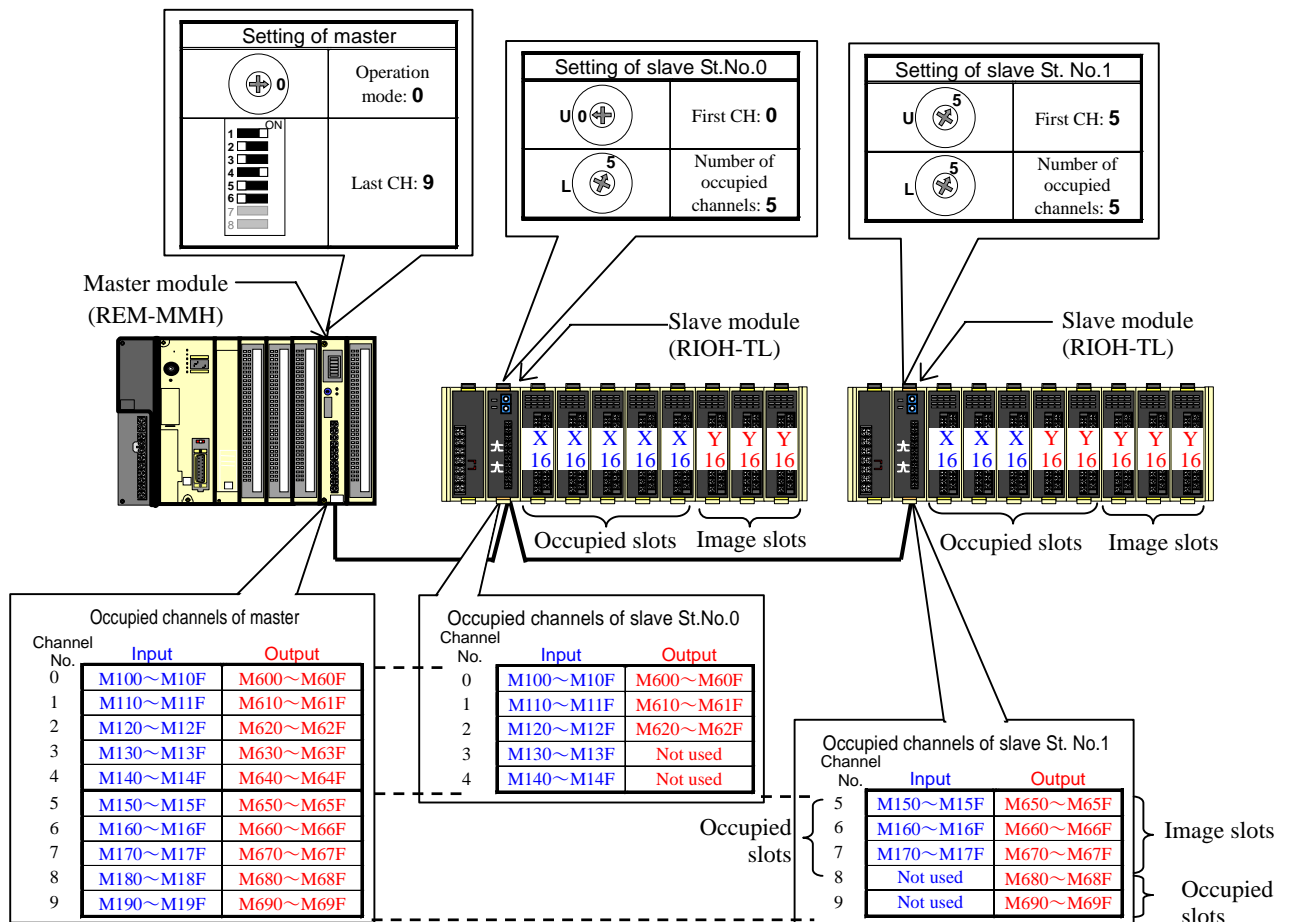 Setting of master
0
Operation
mode: 0
ON
1
2
3
4
5
6
7
8
Last CH: 9
Setting of slave St.No.0
U
0
First CH: 0
L
5
Number of
occupied
channels: 5
Setting of slave St. No.1
U
5
First CH: 5
L
5
Number of
occupied
channels: 5
Master module
(REM-MMH)
Slave module
(RIOH-TL)
Slave module
(RIOH-TL)
X X X X X Y Y Y
16 16 16 16 16 16 16 16
X X X Y Y Y Y Y
16 16 16 16 16 16 16 16
Occupied slots Image slots
Occupied slots Image slots
Occupied channels of master
Channel
No. Input Output
0 M100～M10F M600～M60F
1 M110～M11F M610～M61F
2 M120～M12F M620～M62F
3 M130～M13F M630～M63F
4 M140～M14F M640～M64F
5 M150～M15F M650～M65F
6 M160～M16F M660～M66F
7 M170～M17F M670～M67F
8 M180～M18F M680～M68F
9 M190～M19F M690～M69F
Occupied channels of slave St.No.0
Channel
No. Input Output
0 M100～M10F M600～M60F
1 M110～M11F M610～M61F
2 M120～M12F M620～M62F
3 M130～M13F Not used
4 M140～M14F Not used
Occupied channels of slave St. No.1
Channel
No. Input Output
5 M150～M15F M650～M65F
6 M160～M16F M660～M66F
7 M170～M17F M670～M67F
8 Not used M680～M68F
9 Not used M690～M69F
Occupied
slots
Image slots
Occupied
slots